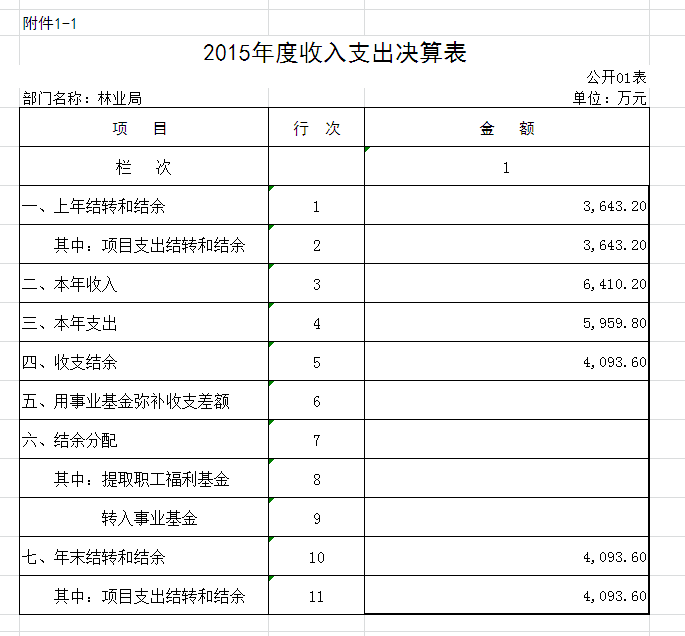 附件1-1
2015年度收入支出决算表
公开01表
部门名称：林业局 单位：万元
项 目 行 次 金 额
栏 次 1
一、上年结转和结余 1 3,643.20
其中：项目支出结转和结余 2 3,643.20
二、本年收入 3 6,410.20
三、本年支出 4 5,959.80
四、收支结余 5 4,093.60
五、用事业基金弥补收支差额 6
六、结余分配 7
其中：提取职工福利基金 8
转入事业基金 9
七、年末结转和结余 10 4,093.60
其中：项目支出结转和结余 11 4,093.60